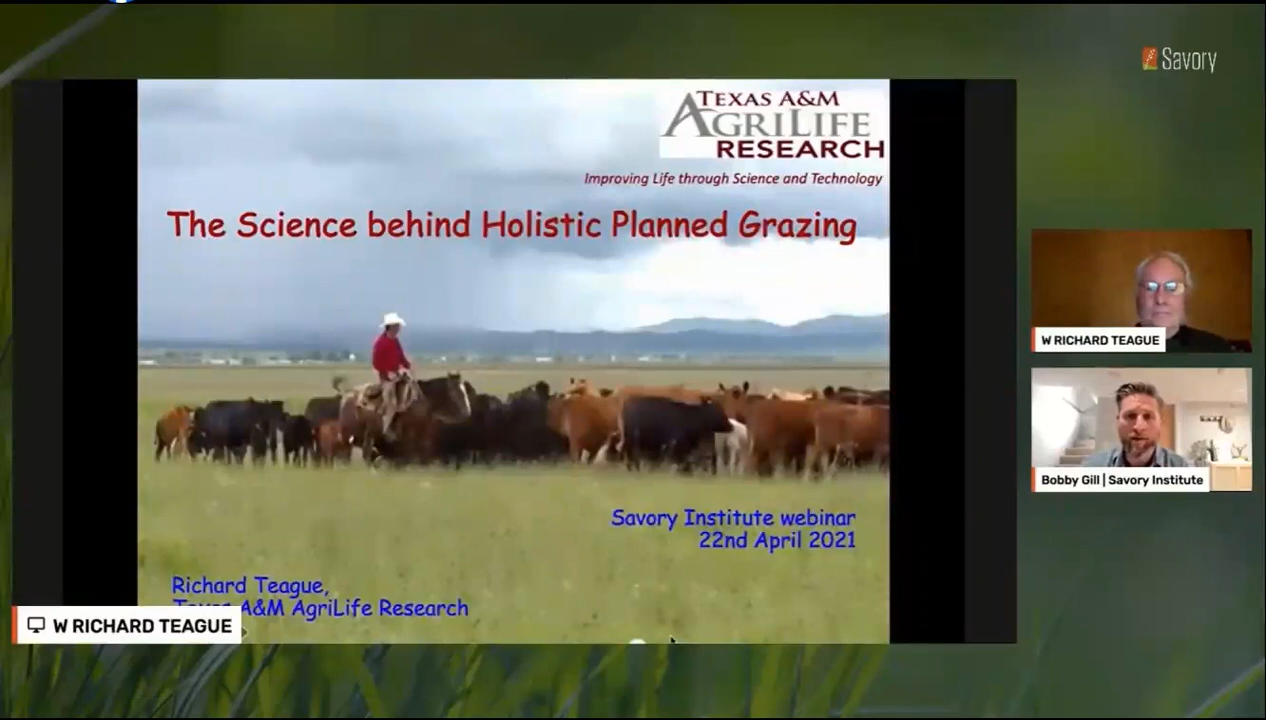 Savory
TEXAS A&M
AGRILIFE
RESEARCH
Improving Life through Science and Technology
The Science behind Holistic Planned Grazing
W RICHARD TEAGUE
Bobby Gill | Savory Institute
Savory Institute webinar
22nd April 2021
Richard Teague,
Texas A&M AgriLife Research
W RICHARD TEAGUE